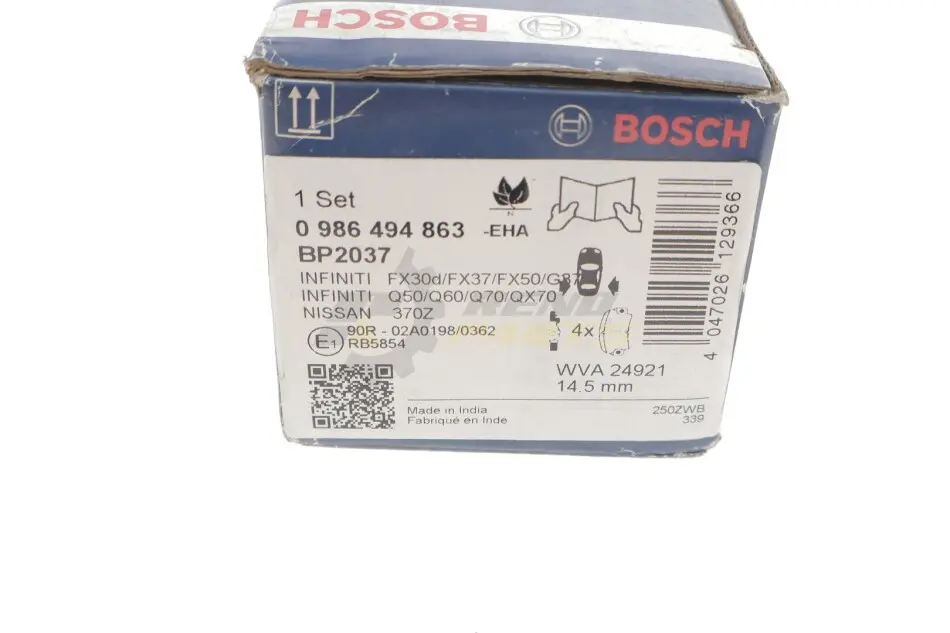 BOSCH
1 Set
N
0 986 494 863 -EHA
BP2037
INFINITI FX30d/FX37/FX50/G37
INFINITI Q50/Q60/Q70/QX70
NISSAN 370Z
E1 90R - 02A0198/0362
RB5854
4x
WVA 24921
14.5 mm
Made in India
Fabriqué en Inde
250ZWB
339
4 047026 129366